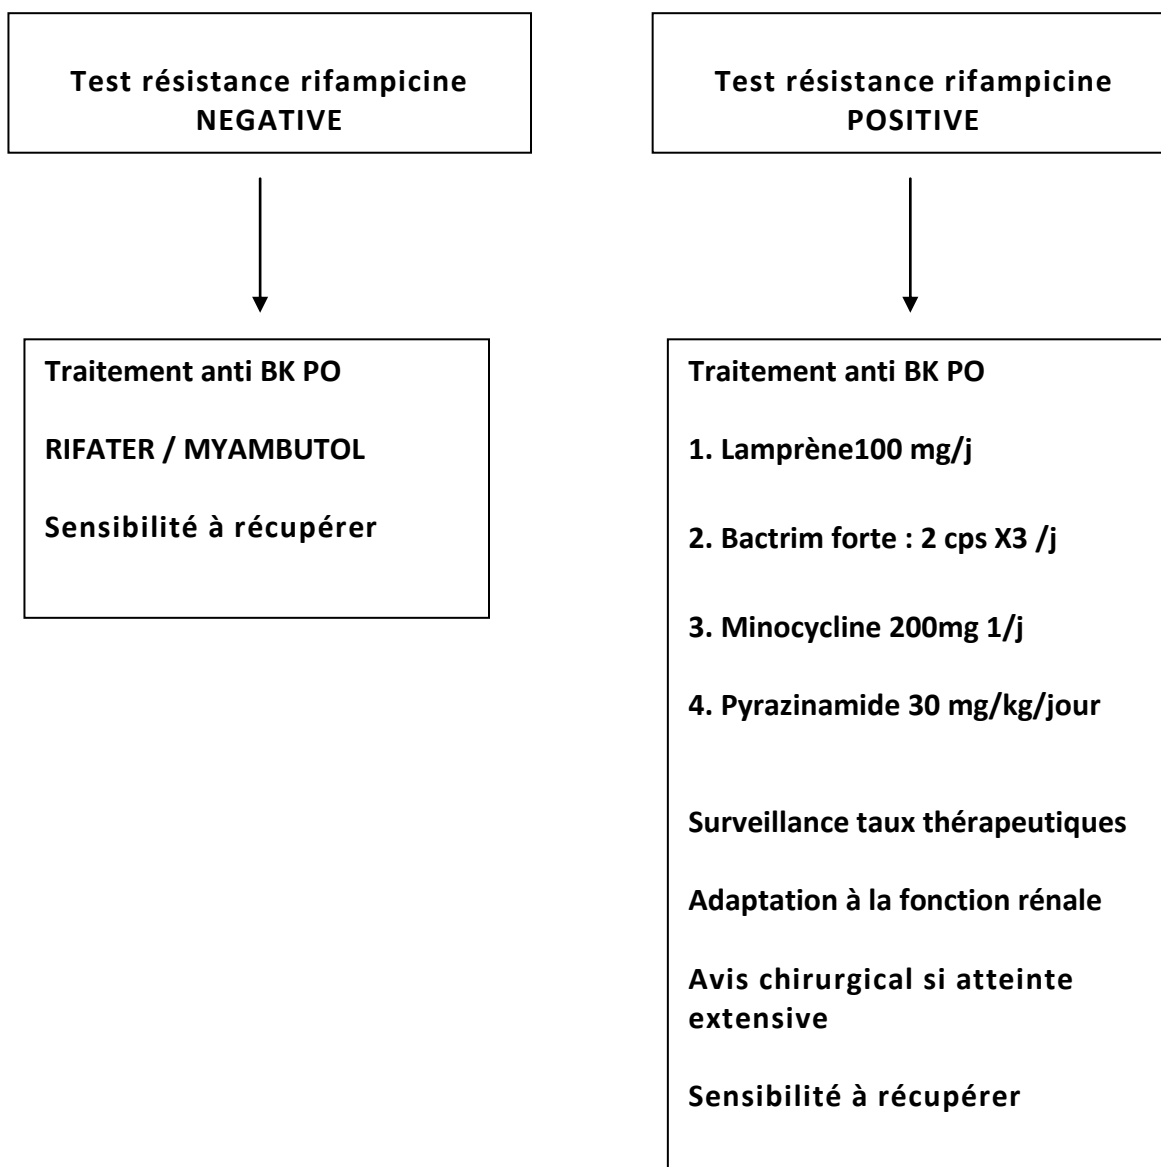 Test résistance rifampicine
NEGATIVE
Traitement anti BK PO
RIFATER / MYAMBUTOL
Sensibilité à récupérer
Test résistance rifampicine
POSITIVE
Traitement anti BK PO
1. Lamprène100 mg/j
2. Bactrim forte : 2 cps X3 /j
3. Minocycline 200mg 1/j
4. Pyrazinamide 30 mg/kg/jour
Surveillance taux thérapeutiques
Adaptation à la fonction rénale
Avis chirurgical si atteinte
extensive
Sensibilité à récupérer